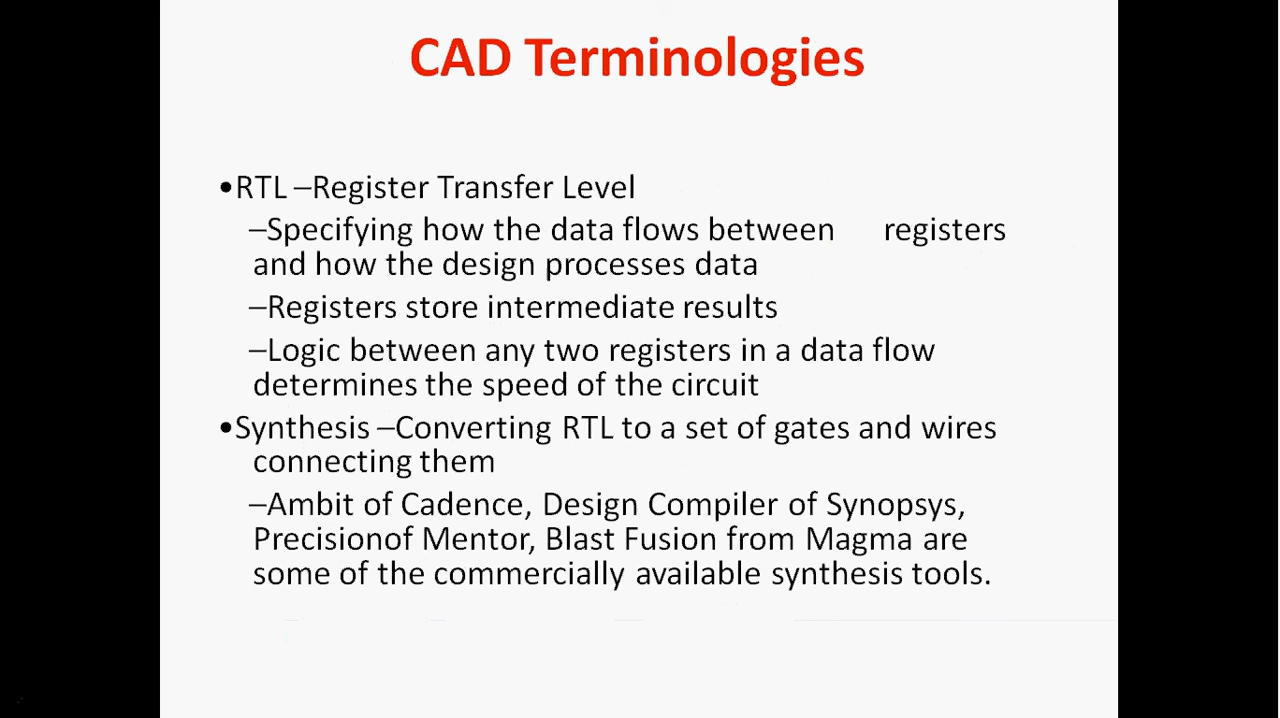 CAD Terminologies
•RTL –Register Transfer Level
–Specifying how the data flows between registers
and how the design processes data
–Registers store intermediate results
–Logic between any two registers in a data flow
determines the speed of the circuit
•Synthesis –Converting RTL to a set of gates and wires
connecting them
–Ambit of Cadence, Design Compiler of Synopsys,
Precisionof Mentor, Blast Fusion from Magma are
some of the commercially available synthesis tools.